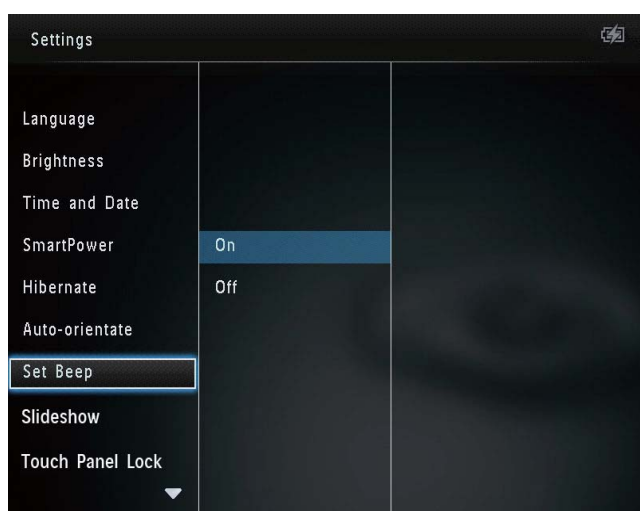 Settings
Language
Brightness
Time and Date
SmartPower
On
Hibernate
Off
Auto-orientate
Set Beep
Slideshow
Touch Panel Lock